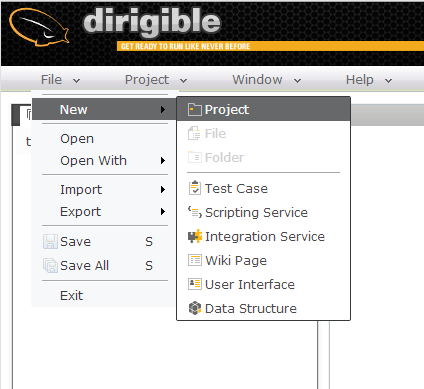 dirigible
GET READY TO RUN LIKE NEVER BEFORE
File Project Window Help
New
Open
Open With
Import
Export
Save S
Save All S
Exit
Project
File
Folder
Test Case
Scripting Service
Integration Service
Wiki Page
User Interface
Data Structure